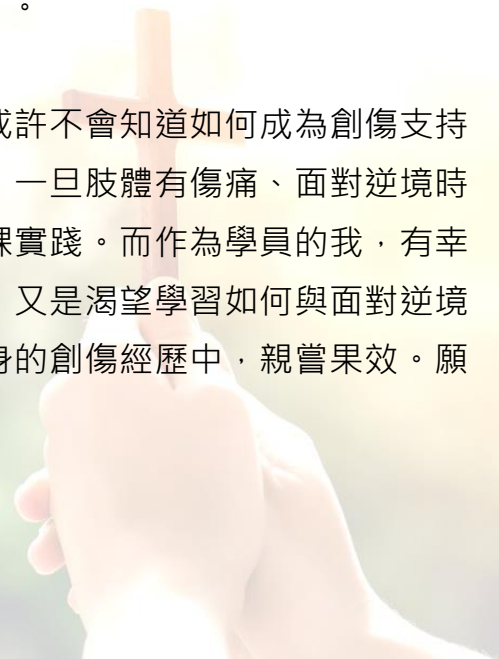 。
或許不會知道如何成為創傷支持
一旦肢體有傷痛、面對逆境時
課實踐。而作為學員的我，有幸
又是渴望學習如何與面對逆境
身的創傷經歷中，親嘗果效。願